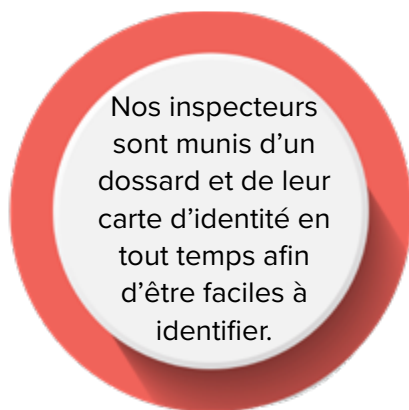 Nos inspecteurs
sont munis d’un
dossard et de leur
carte d’identité en
tout temps afin
d’être faciles à
identifier.